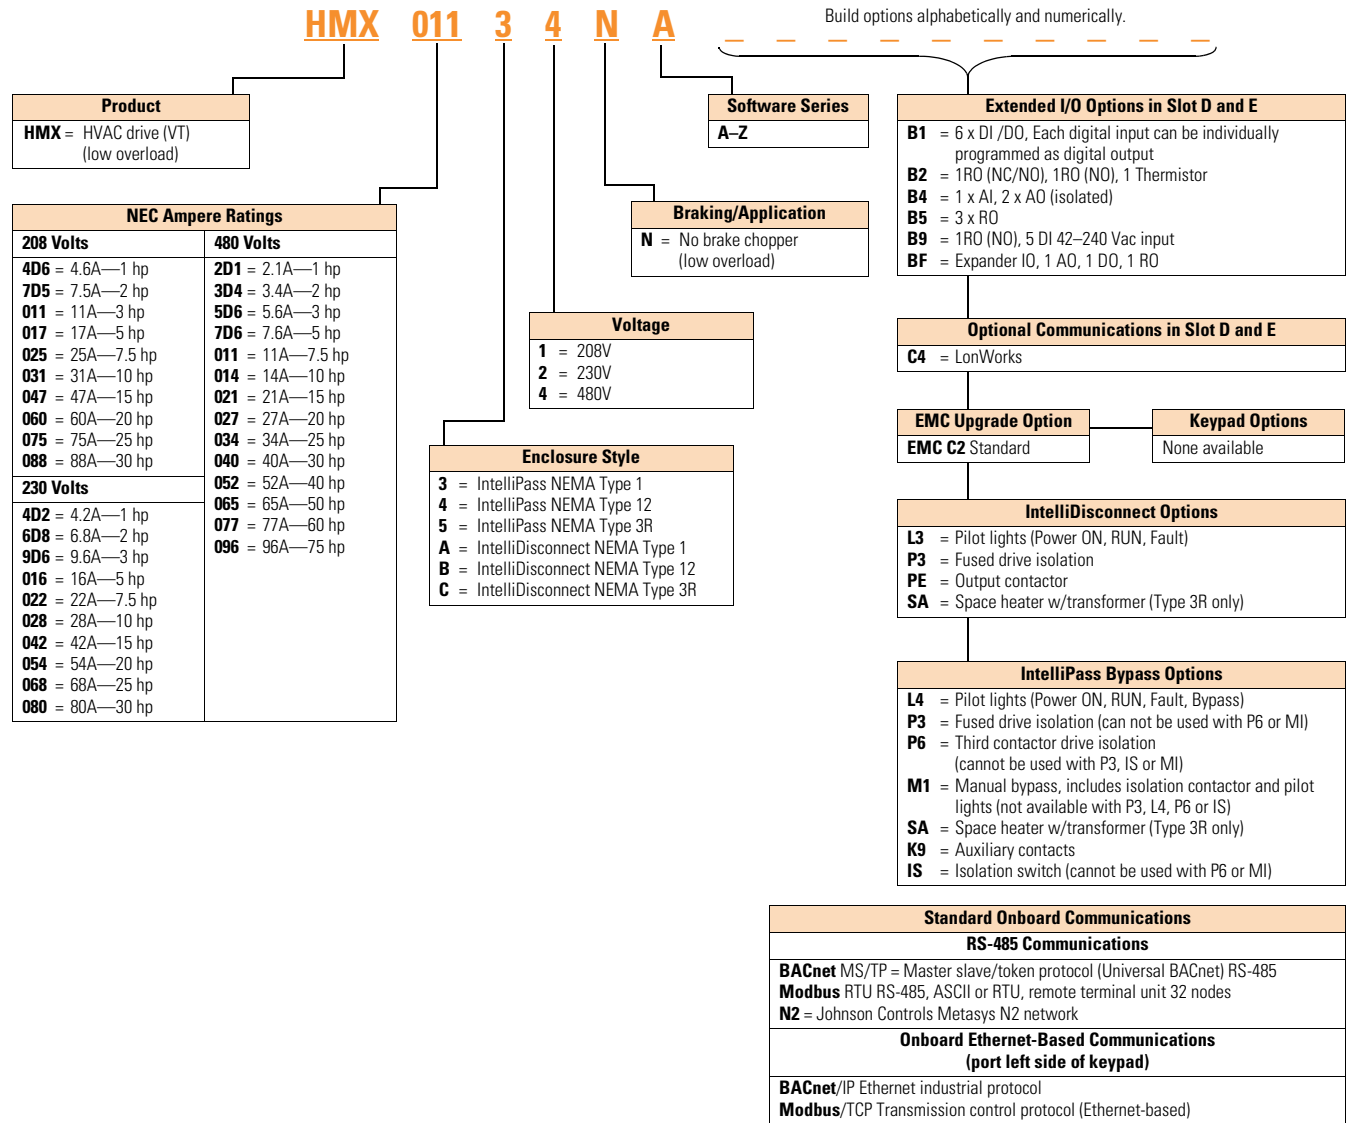 HMX 011 3 4 N A
Build options alphabetically and numerically.
Product
HMX = HVAC drive (VT)
(low overload)
Software Series
A–Z
Extended I/O Options in Slot D and E
B1 = 6 x DI /DO, Each digital input can be individually
programmed as digital output
B2 = 1RO (NC/NO), 1RO (NO), 1 Thermistor
B4 = 1 x AI, 2 x AO (isolated)
B5 = 3 x RO
B9 = 1RO (NO), 5 DI 42–240 Vac input
BF = Expander IO, 1 AO, 1 DO, 1 RO
NEC Ampere Ratings
208 Volts
4D6 = 4.6A—1 hp
7D5 = 7.5A—2 hp
011 = 11A—3 hp
017 = 17A—5 hp
025 = 25A—7.5 hp
031 = 31A—10 hp
047 = 47A—15 hp
060 = 60A—20 hp
075 = 75A—25 hp
088 = 88A—30 hp
230 Volts
4D2 = 4.2A—1 hp
6D8 = 6.8A—2 hp
9D6 = 9.6A—3 hp
016 = 16A—5 hp
022 = 22A—7.5 hp
028 = 28A—10 hp
042 = 42A—15 hp
054 = 54A—20 hp
068 = 68A—25 hp
080 = 80A—30 hp
480 Volts
2D1 = 2.1A—1 hp
3D4 = 3.4A—2 hp
5D6 = 5.6A—3 hp
7D6 = 7.6A—5 hp
011 = 11A—7.5 hp
014 = 14A—10 hp
021 = 21A—15 hp
027 = 27A—20 hp
034 = 34A—25 hp
040 = 40A—30 hp
052 = 52A—40 hp
065 = 65A—50 hp
077 = 77A—60 hp
096 = 96A—75 hp
Braking/Application
N = No brake chopper
(low overload)
Voltage
1 = 208V
2 = 230V
4 = 480V
Enclosure Style
3 = IntelliPass NEMA Type 1
4 = IntelliPass NEMA Type 12
5 = IntelliPass NEMA Type 3R
A = IntelliDisconnect NEMA Type 1
B = IntelliDisconnect NEMA Type 12
C = IntelliDisconnect NEMA Type 3R
Optional Communications in Slot D and E
C4 = LonWorks
EMC Upgrade Option
EMC C2 Standard
Keypad Options
None available
IntelliDisconnect Options
L3 = Pilot lights (Power ON, RUN, Fault)
P3 = Fused drive isolation
PE = Output contactor
SA = Space heater w/transformer (Type 3R only)
IntelliPass Bypass Options
L4 = Pilot lights (Power ON, RUN, Fault, Bypass)
P3 = Fused drive isolation (can not be used with P6 or MI)
P6 = Third contactor drive isolation
(cannot be used with P3, IS or MI)
M1 = Manual bypass, includes isolation contactor and pilot
lights (not available with P3, L4, P6 or IS)
SA = Space heater w/transformer (Type 3R only)
K9 = Auxiliary contacts
IS = Isolation switch (cannot be used with P6 or MI)
Standard Onboard Communications
RS-485 Communications
BACnet MS/TP = Master slave/token protocol (Universal BACnet) RS-485
Modbus RTU RS-485, ASCII or RTU, remote terminal unit 32 nodes
N2 = Johnson Controls Metasys N2 network
Onboard Ethernet-Based Communications
(port left side of keypad)
BACnet/IP Ethernet industrial protocol
Modbus/TCP Transmission control protocol (Ethernet-based)